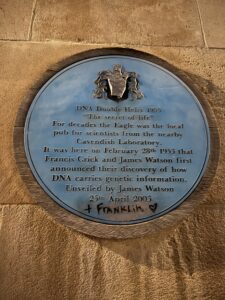 DNA Double Helix 1953
"The secret of life"
For decades the Eagle was the local
pub for scientists from the nearby
Cavendish Laboratory.
It was here on February 28th 1953 that
Francis Crick and James Watson first
announced their discovery of how
DNA carries genetic information.
Unveiled by James Watson
25th April 2003
+ Franklin ♡